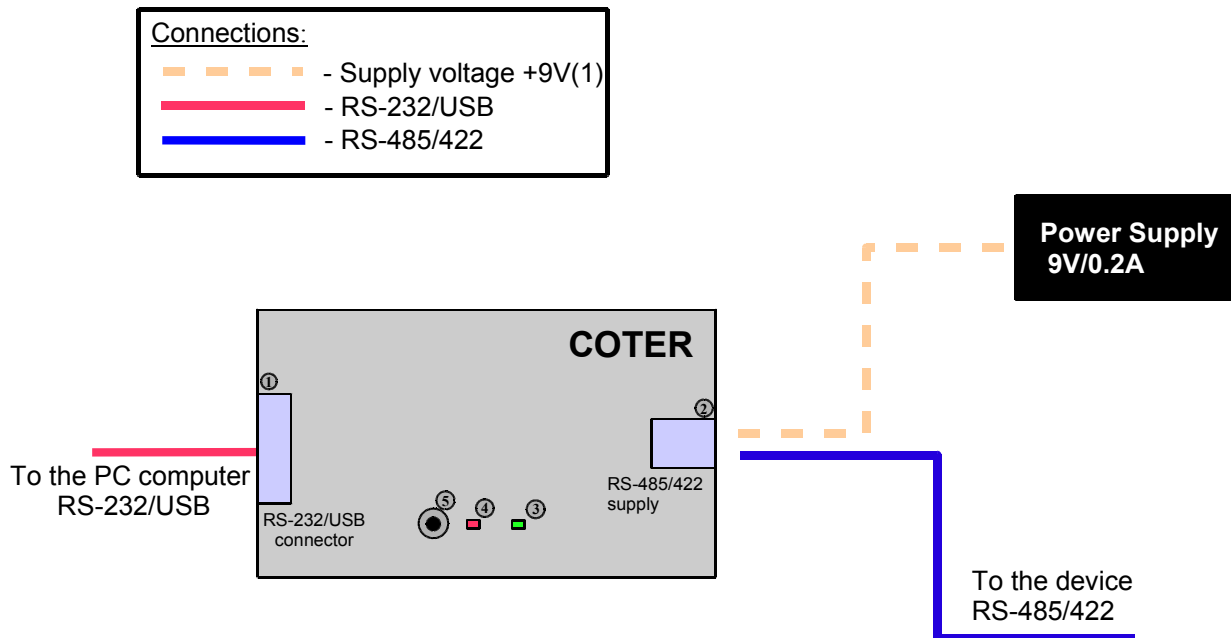 Connections:
- Supply voltage +9V(1)
- RS-232/USB
- RS-485/422
Power Supply
9V/0.2A
COTER
1
2
To the PC computer
RS-232/USB
RS-485/422
supply
5
4
3
RS-232/USB
connector
To the device
RS-485/422